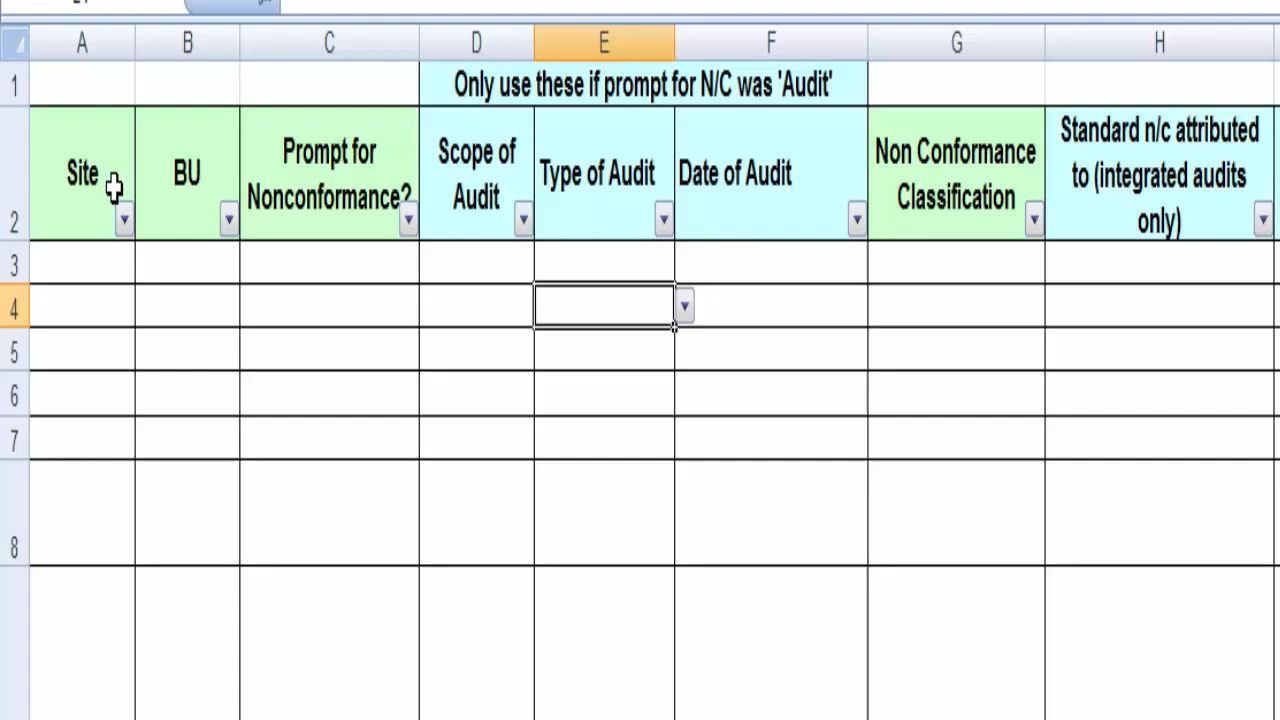 A B C D E F G H
1 Only use these if prompt for N/C was 'Audit'
Site
BU
Prompt for
Nonconformance?
Scope of
Audit
Type of Audit
Date of Audit
Non Conformance
Classification
Standard n/c attributed
to (integrated audits
only)
2
3
4
5
6
7
8